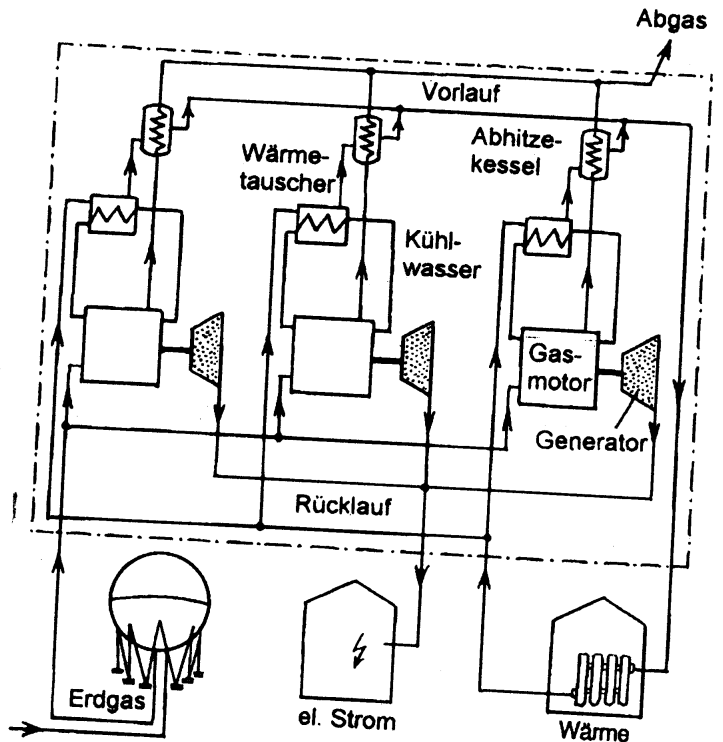 Abgas
Vorlauf
Wärme-
tauscher
Abhitze-
kessel
Kühl-
wasser
Gas-
motor
Generator
Rücklauf
Erdgas
el. Strom
Wärme